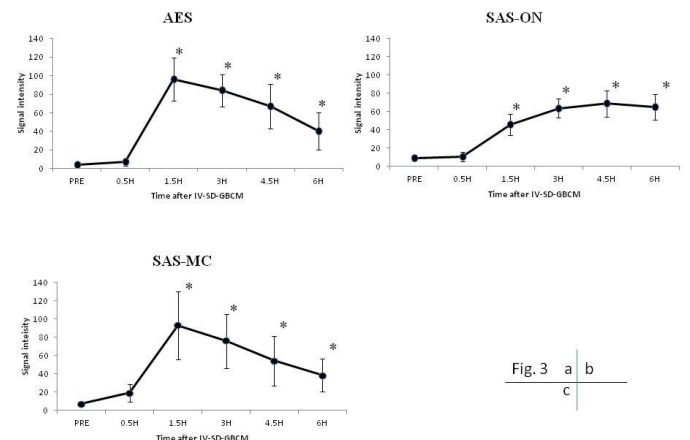 AES
140
120
100
80
60
40
20
0
Signal intensity
* * * *
PRE 0.5H 1.5H 3H 4.5H 6H
Time after IV-SD-GBCM
SAS-ON
140
120
100
80
60
40
20
0
Signal intensity
* * * *
PRE 0.5H 1.5H 3H 4.5H 6H
Time after IV-SD-GBCM
SAS-MC
140
120
100
80
60
40
20
0
Signal inteisity
* * * *
PRE 0.5H 1.5H 3H 4.5H 6H
Time after IV-SD-GBCM
Fig. 3 a b
c